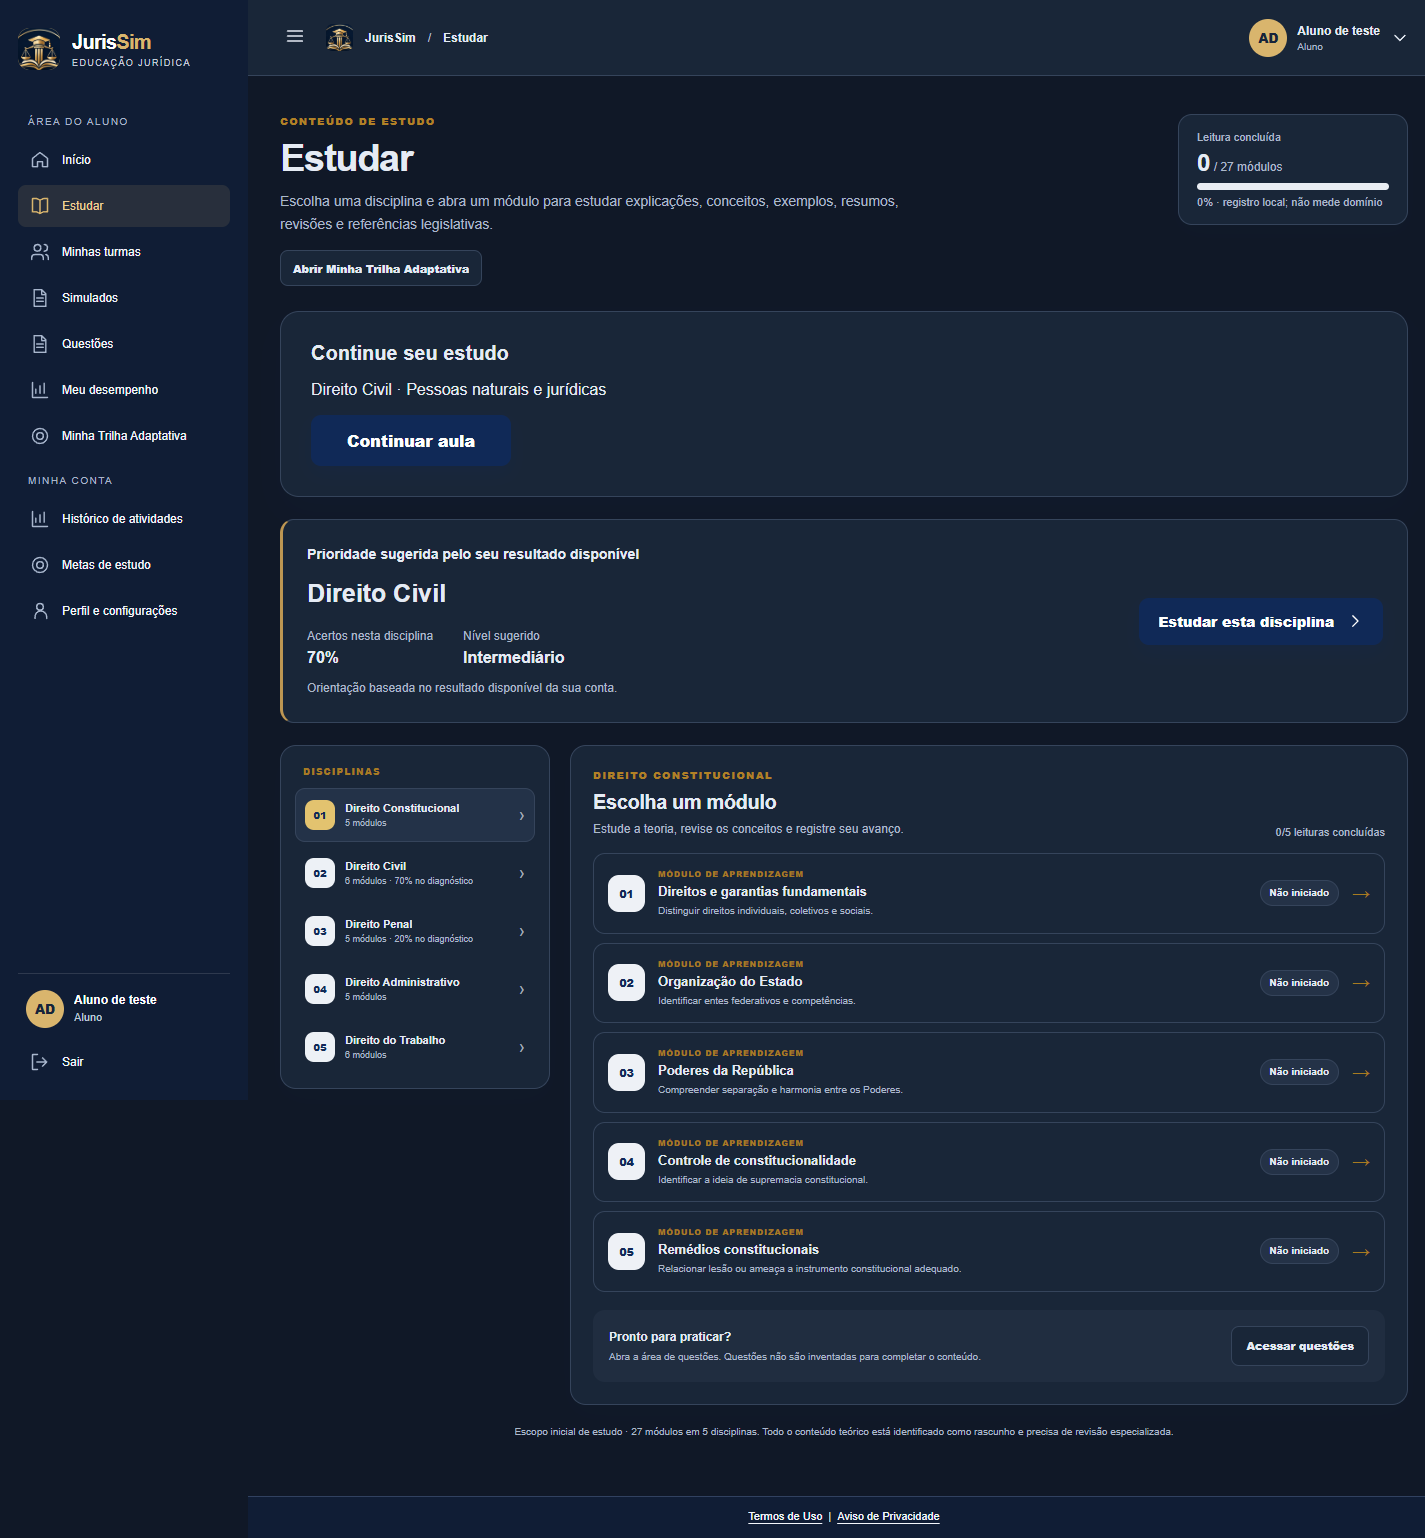 JurisSim
EDUCAÇÃO JURÍDICA
ÁREA DO ALUNO
Início
Estudar
Minhas turmas
Simulados
Questões
Meu desempenho
Minha Trilha Adaptativa
MINHA CONTA
Histórico de atividades
Metas de estudo
Perfil e configurações
AD
Aluno de teste
Aluno
Sair
JurisSim / Estudar
AD
Aluno de teste
Aluno
CONTEÚDO DE ESTUDO
Estudar
Escolha uma disciplina e abra um módulo para estudar explicações, conceitos, exemplos, resumos,
revisões e referências legislativas.
Abrir Minha Trilha Adaptativa
Leitura concluída
0 / 27 módulos
0% · registro local; não mede domínio
Continue seu estudo
Direito Civil · Pessoas naturais e jurídicas
Continuar aula
Prioridade sugerida pelo seu resultado disponível
Direito Civil
Acertos nesta disciplina
70%
Nível sugerido
Intermediário
Orientação baseada no resultado disponível da sua conta.
Estudar esta disciplina
DISCIPLINAS
01
Direito Constitucional
5 módulos
02
Direito Civil
6 módulos · 70% no diagnóstico
03
Direito Penal
5 módulos · 20% no diagnóstico
04
Direito Administrativo
5 módulos
05
Direito do Trabalho
6 módulos
DIREITO CONSTITUCIONAL
Escolha um módulo
Estude a teoria, revise os conceitos e registre seu avanço.
0/5 leituras concluídas
01
MÓDULO DE APRENDIZAGEM
Direitos e garantias fundamentais
Distinguir direitos individuais, coletivos e sociais.
Não iniciado →
02
MÓDULO DE APRENDIZAGEM
Organização do Estado
Identificar entes federativos e competências.
Não iniciado →
03
MÓDULO DE APRENDIZAGEM
Poderes da República
Compreender separação e harmonia entre os Poderes.
Não iniciado →
04
MÓDULO DE APRENDIZAGEM
Controle de constitucionalidade
Identificar a ideia de supremacia constitucional.
Não iniciado →
05
MÓDULO DE APRENDIZAGEM
Remédios constitucionais
Relacionar lesão ou ameaça a instrumento constitucional adequado.
Não iniciado →
Pronto para praticar?
Abra a área de questões. Questões não são inventadas para completar o conteúdo.
Acessar questões
Escopo inicial de estudo · 27 módulos em 5 disciplinas. Todo o conteúdo teórico está identificado como rascunho e precisa de revisão especializada.
Termos de Uso | Aviso de Privacidade